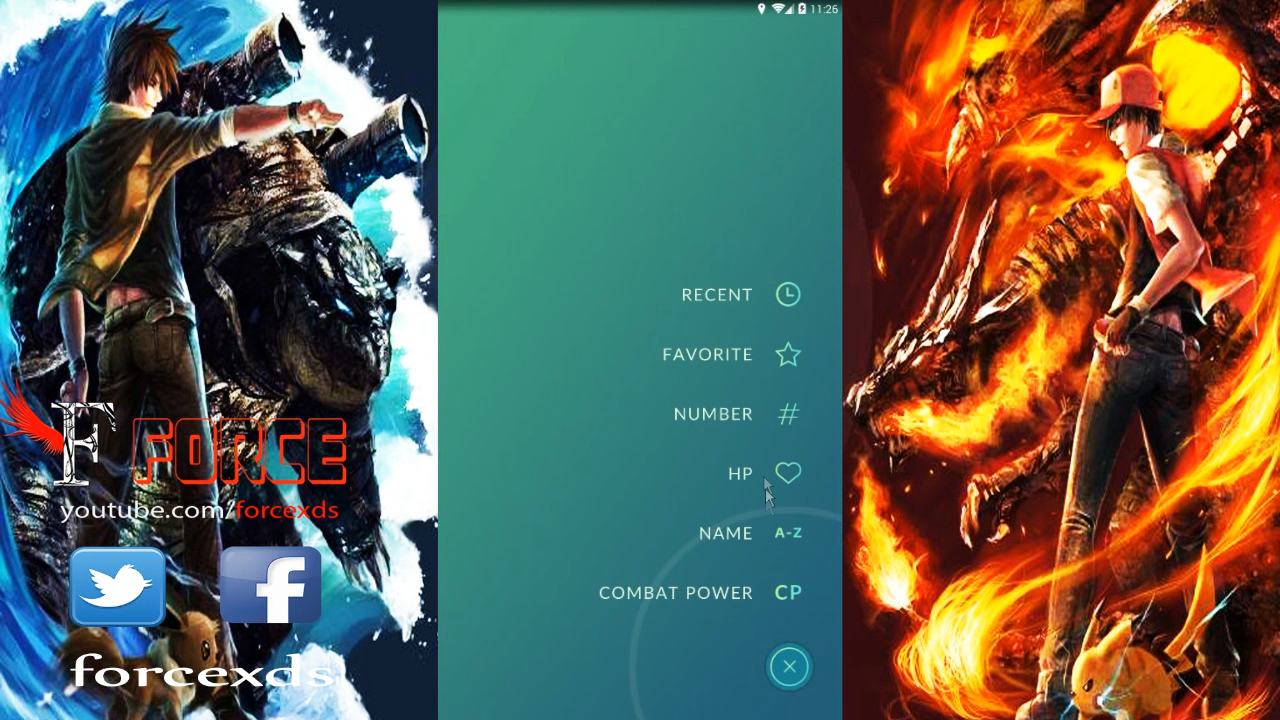 11:26
RECENT
FAVORITE
NUMBER #
HP
NAME A-Z
COMBAT POWER CP
F FORCE
youtube.com/forcexds
forcexds